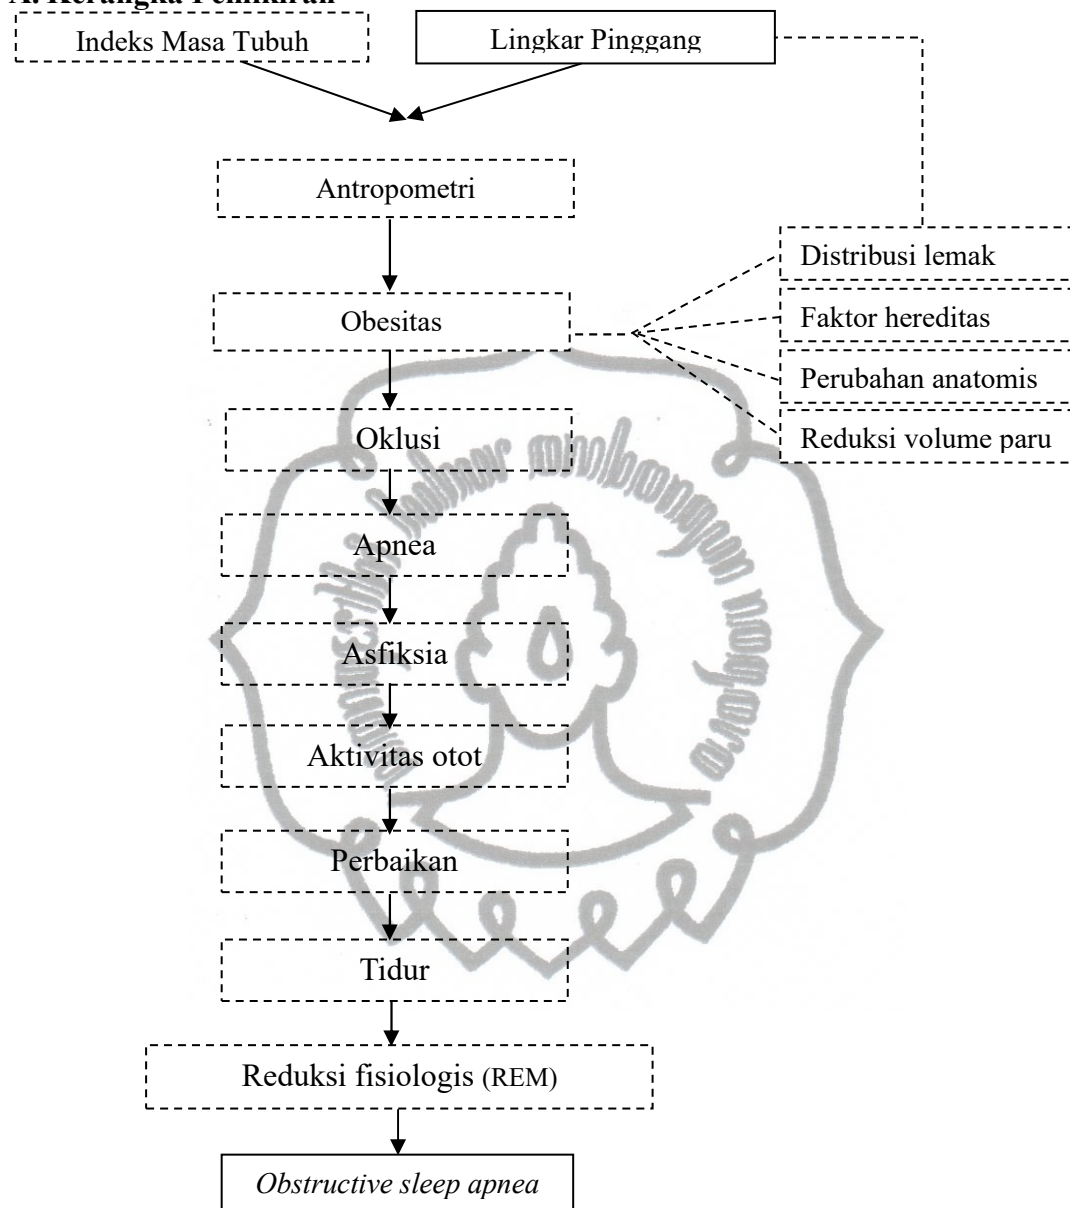 A. Kerangka Pemikiran
Indeks Masa Tubuh
Lingkar Pinggang
Antropometri
Distribusi lemak
Faktor hereditas
Obesitas
Perubahan anatomis
Reduksi volume paru
Oklusi
Apnea
Asfiksia
Aktivitas otot
Perbaikan
Tidur
Reduksi fisiologis (REM)
Obstructive sleep apnea